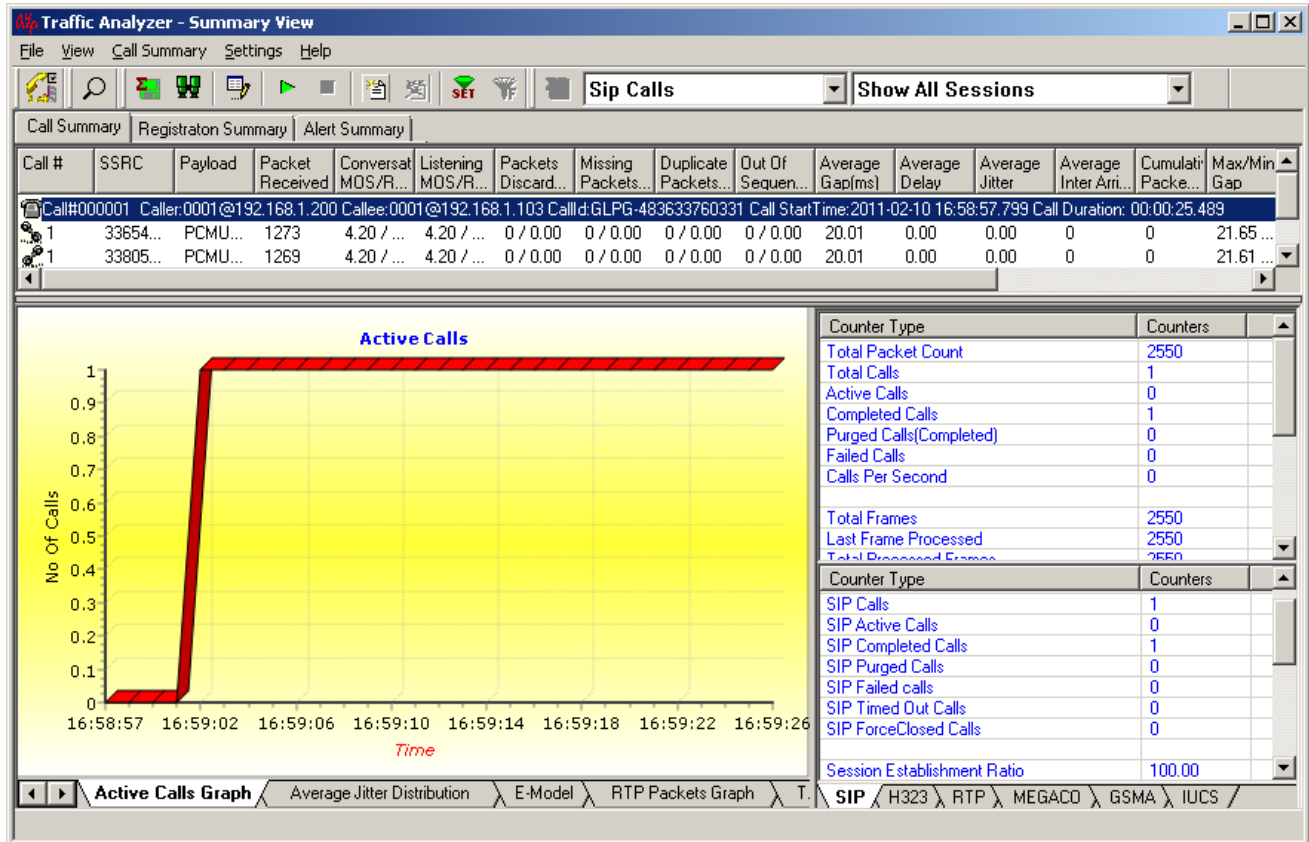 Traffic Analyzer - Summary View
File View Call Summary Settings Help
SET Sip Calls Show All Sessions
Call Summary Registraton Summary Alert Summary
Call # SSRC Payload Packet Received Conversat MOS/R... Listening MOS/R... Packets Discard... Missing Packets... Duplicate Packets... Out Of Sequen... Average Gap(ms) Average Delay Average Jitter Average Inter Arri... Cumulati Packe... Max/Min Gap
Call#000001 Caller:0001@192.168.1.200 Callee:0001@192.168.1.103 CallId:GLPG-483633760331 Call StartTime:2011-02-10 16:58:57.799 Call Duration: 00:00:25.489
1 33654... PCMU... 1273 4.20 / ... 4.20 / ... 0 / 0.00 0 / 0.00 0 / 0.00 0 / 0.00 20.01 0.00 0.00 0 0 21.65 ...
1 33805... PCMU... 1269 4.20 / ... 4.20 / ... 0 / 0.00 0 / 0.00 0 / 0.00 0 / 0.00 20.01 0.00 0.00 0 0 21.61 ...
Active Calls
No Of Calls
1
0.9
0.8
0.7
0.6
0.5
0.4
0.3
0.2
0.1
0
16:58:57 16:59:02 16:59:06 16:59:10 16:59:14 16:59:18 16:59:22 16:59:26
Time
Active Calls Graph Average Jitter Distribution E-Model RTP Packets Graph T.
Counter Type Counters
Total Packet Count 2550
Total Calls 1
Active Calls 0
Completed Calls 1
Purged Calls(Completed) 0
Failed Calls 0
Calls Per Second 0
Total Frames 2550
Last Frame Processed 2550
Total Processed Frames 2550
Counter Type Counters
SIP Calls 1
SIP Active Calls 0
SIP Completed Calls 1
SIP Purged Calls 0
SIP Failed calls 0
SIP Timed Out Calls 0
SIP ForceClosed Calls 0
Session Establishment Ratio 100.00
SIP H323 RTP MEGACO GSMA IUCS